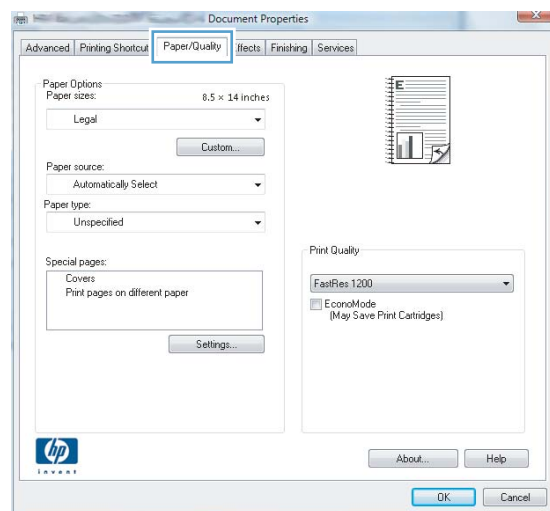 Document Properties
Advanced
Printing Shortcut
Paper/Quality
ffects
Finishing
Services
Paper Options
Paper sizes:
8.5 × 14 inches
Legal
Custom...
Paper source:
Automatically Select
Paper type:
Unspecified
Special pages:
Covers
Print pages on different paper
Settings...
E
Print Quality
FastRes 1200
EconoMode
(May Save Print Cartridges)
hp
invent
About...
Help
OK
Cancel